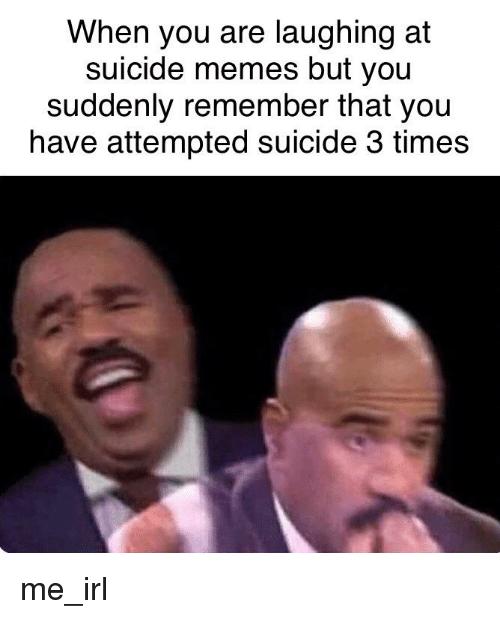 When you are laughing at
suicide memes but you
suddenly remember that you
have attempted suicide 3 times
me_irl